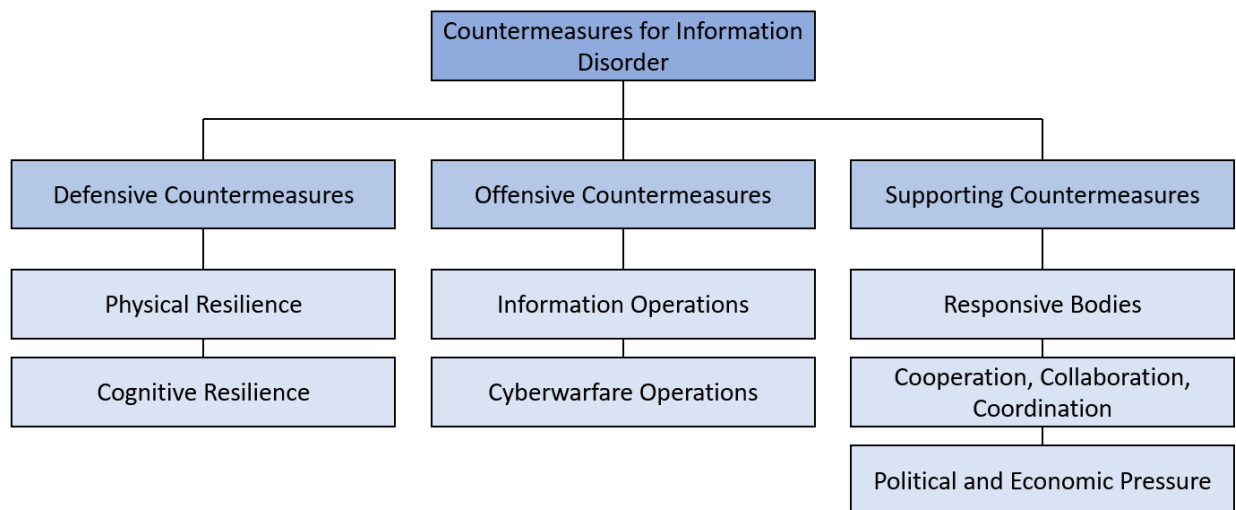 Countermeasures for Information
Disorder
Defensive Countermeasures
Offensive Countermeasures
Supporting Countermeasures
Physical Resilience
Information Operations
Responsive Bodies
Cognitive Resilience
Cyberwarfare Operations
Cooperation, Collaboration,
Coordination
Political and Economic Pressure